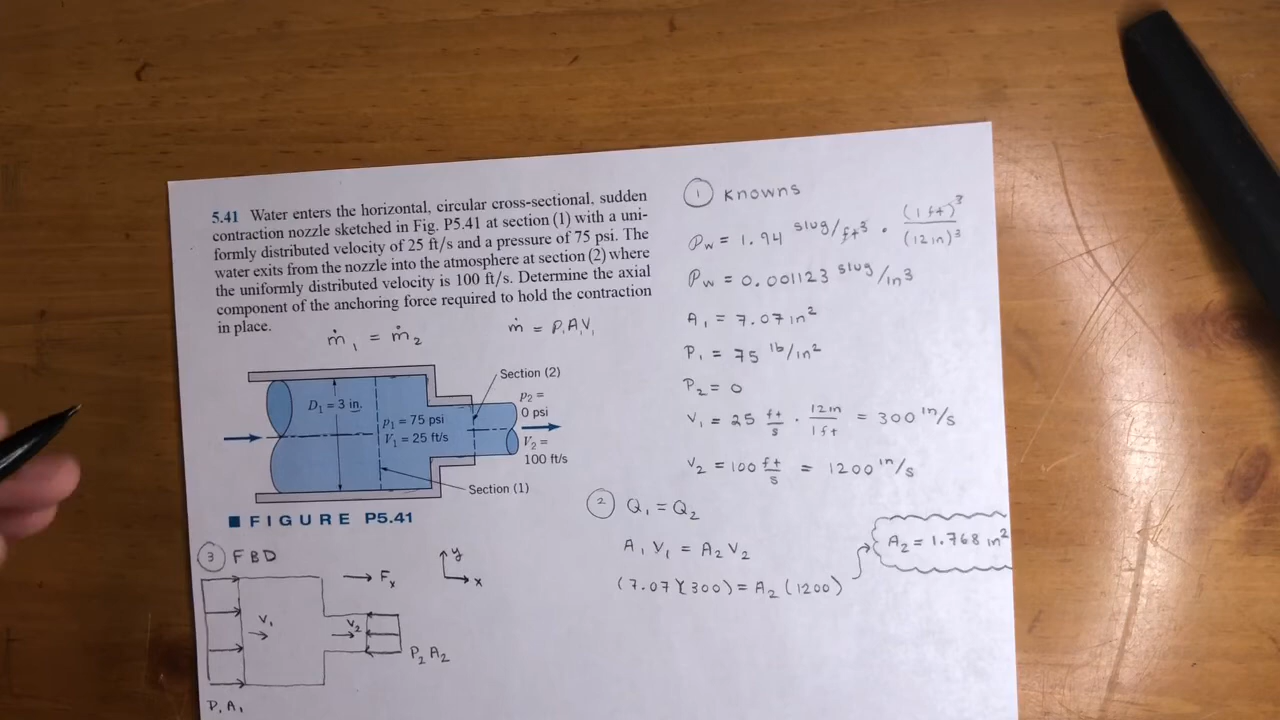 5.41 Water enters the horizontal, circular cross-sectional, sudden
contraction nozzle sketched in Fig. P5.41 at section (1) with a uni-
formly distributed velocity of 25 ft/s and a pressure of 75 psi. The
water exits from the nozzle into the atmosphere at section (2) where
the uniformly distributed velocity is 100 ft/s. Determine the axial
component of the anchoring force required to hold the contraction
in place.
ṁ₁ = ṁ₂
ṁ = ρ₁A₁V₁
Section (2)
D₁ = 3 in.
p₁ = 75 psi
V₁ = 25 ft/s
p₂ =
0 psi
V₂ =
100 ft/s
Section (1)
FIGURE P5.41
① Knowns
ρw = 1.94 slug/ft³ · (1 ft)³/(12 in)³
ρw = 0.001123 slug/in³
A₁ = 7.07 in²
P₁ = 75 lb/in²
P₂ = 0
V₁ = 25 ft/s · 12in/1ft = 300 in/s
V₂ = 100 ft/s = 1200 in/s
② Q₁ = Q₂
A₁ V₁ = A₂ V₂
(7.07)(300) = A₂ (1200)
A₂ = 1.768 in²
③ FBD
Fx
y
x
V₁
V₂
P₂ A₂
P₁ A₁